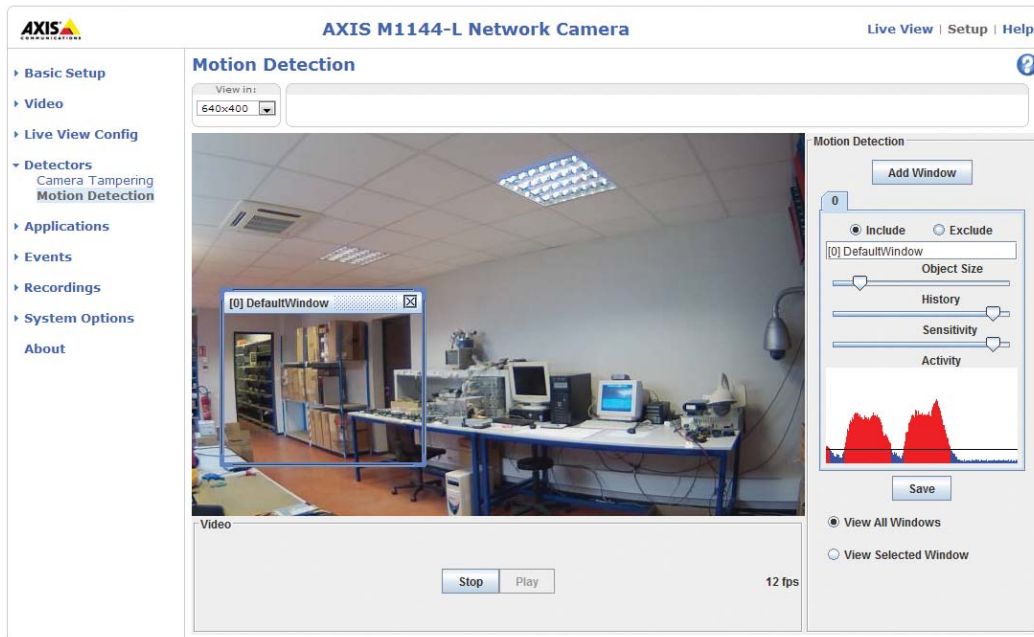 AXIS
COMMUNICATIONS
AXIS M1144-L Network Camera
Live View | Setup | Help
Basic Setup
Video
Live View Config
Detectors
Camera Tampering
Motion Detection
Applications
Events
Recordings
System Options
About
Motion Detection
View in:
640x400
[0] DefaultWindow
Motion Detection
Add Window
0
Include
Exclude
[0] DefaultWindow
Object Size
History
Sensitivity
Activity
Save
View All Windows
View Selected Window
Video
Stop
Play
12 fps